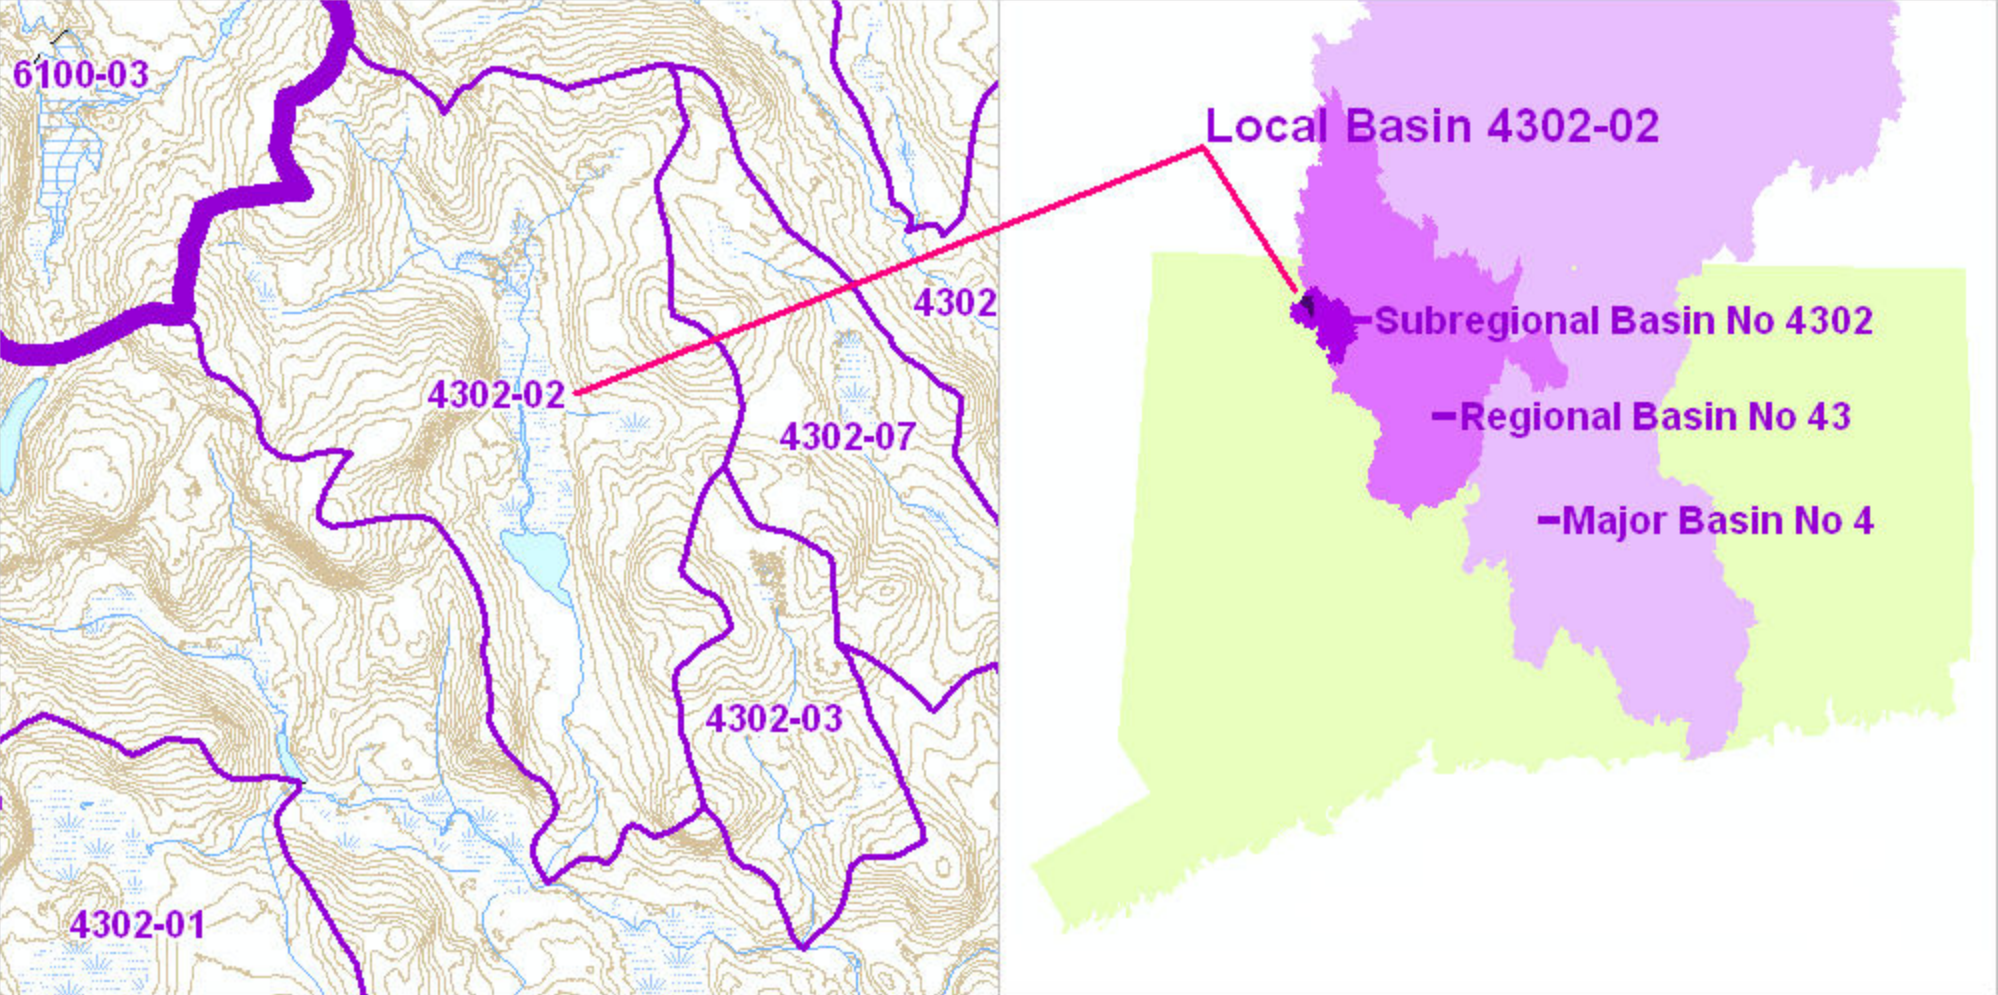 6100-03
4302-02
4302
4302-07
4302-03
4302-01
Local Basin 4302-02
Subregional Basin No 4302
Regional Basin No 43
Major Basin No 4